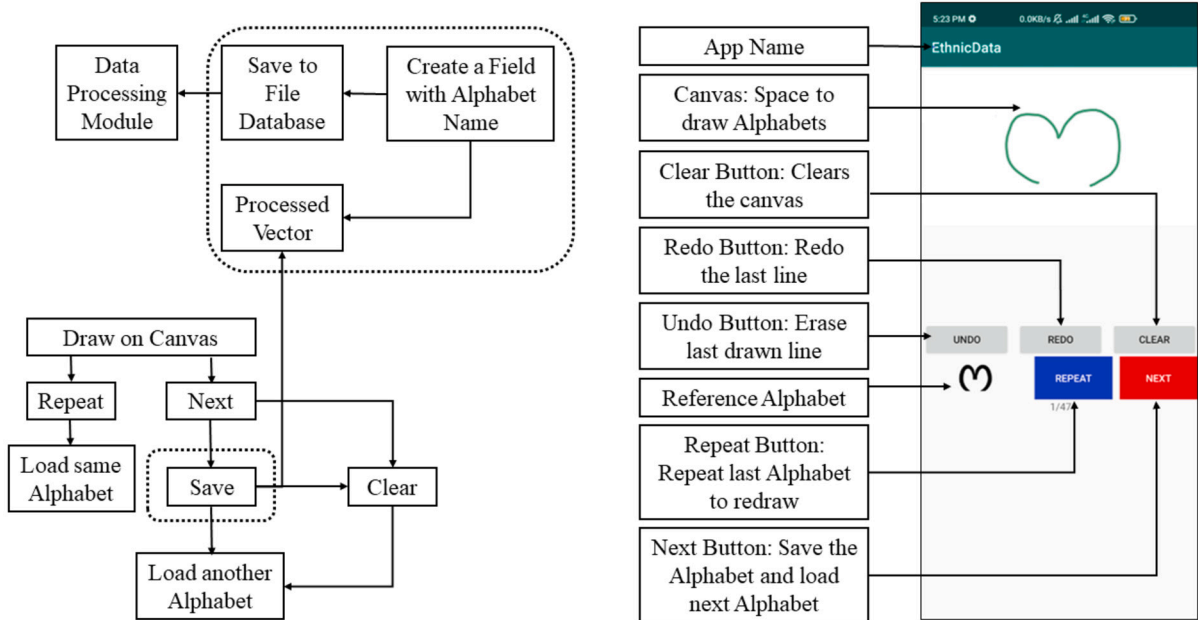 Data
Processing
Module
Save to
File
Database
Create a Field
with Alphabet
Name
Processed
Vector
Draw on Canvas
Repeat
Next
Load same
Alphabet
Save
Clear
Load another
Alphabet
App Name
Canvas: Space to
draw Alphabets
Clear Button: Clears
the canvas
Redo Button: Redo
the last line
Undo Button: Erase
last drawn line
Reference Alphabet
Repeat Button:
Repeat last Alphabet
to redraw
Next Button: Save the
Alphabet and load
next Alphabet
5:23 PM
0.0KB/s
EthnicData
UNDO
REDO
CLEAR
REPEAT
NEXT
1/47